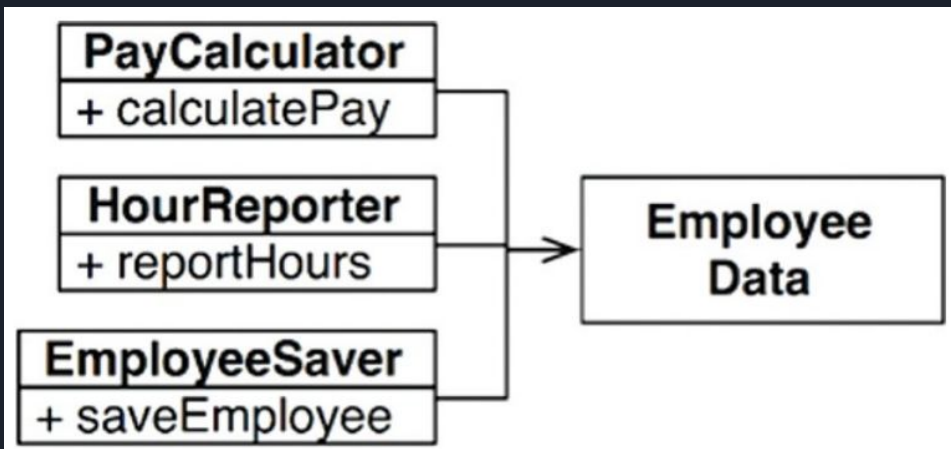 PayCalculator
+ calculatePay
HourReporter
+ reportHours
EmployeeSaver
+ saveEmployee
Employee
Data